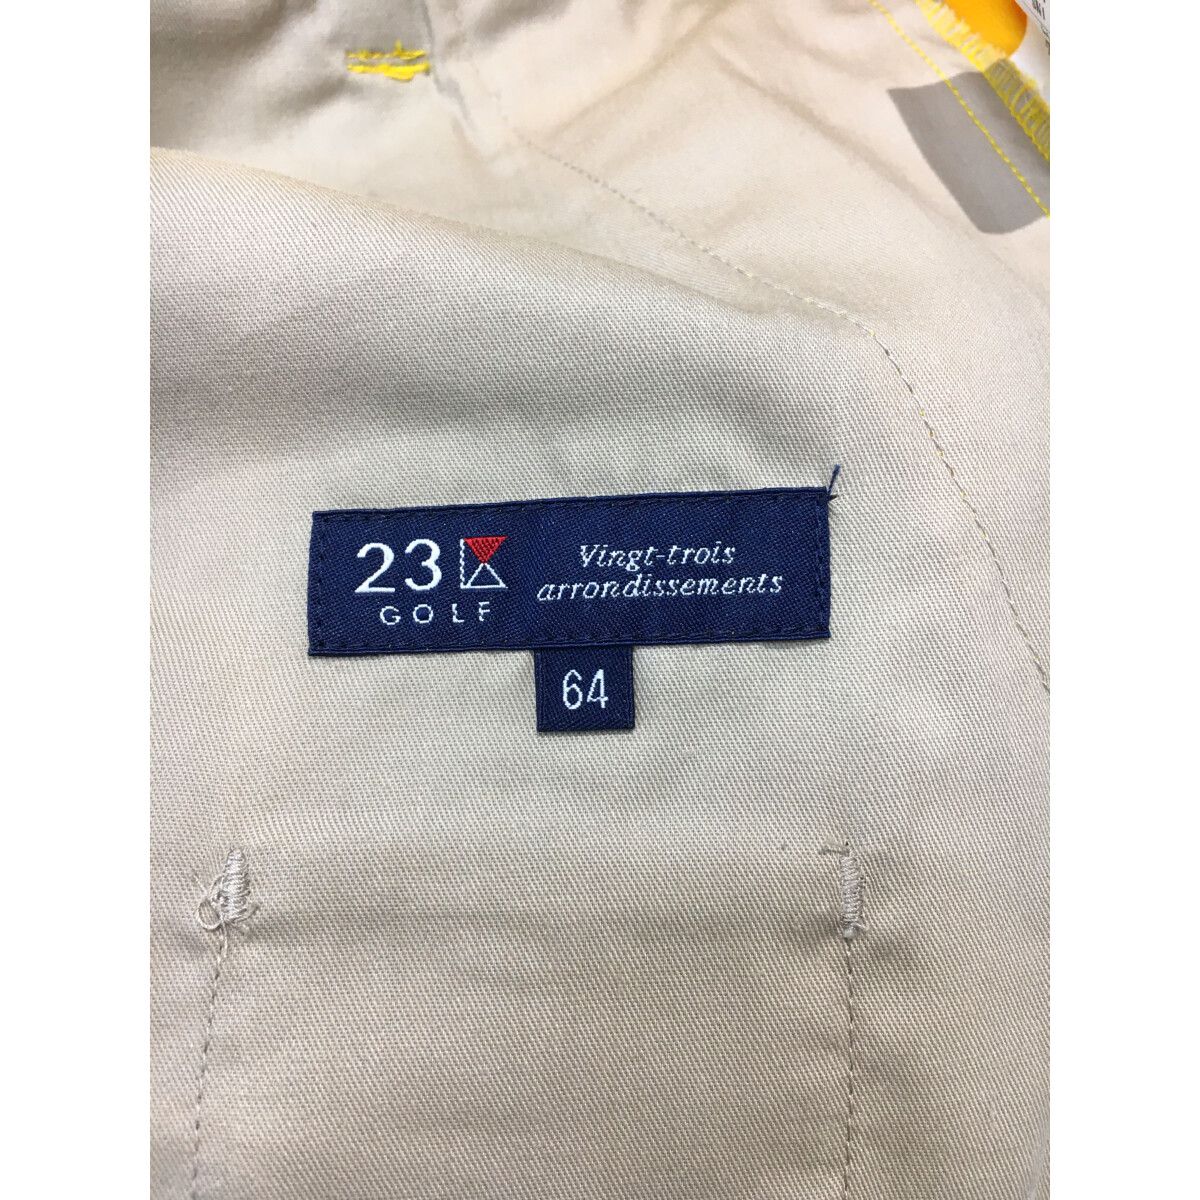 23
GOLF
Vingt-trois
arrondissements
64